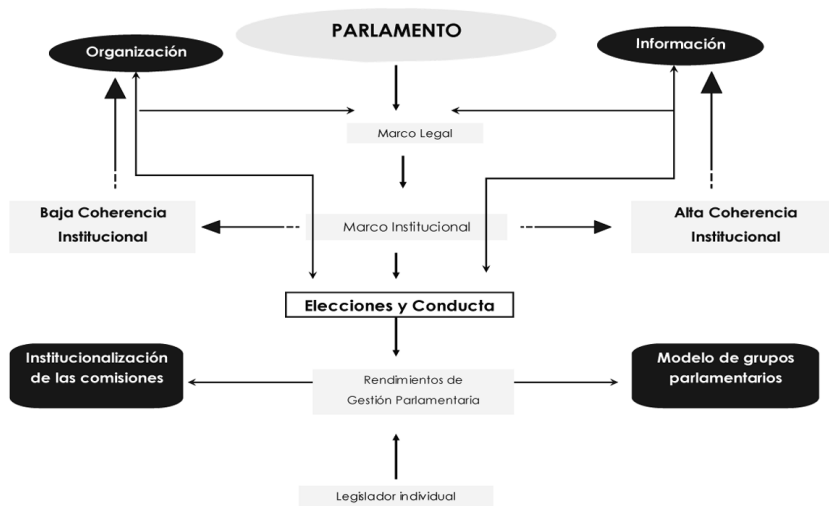 PARLAMENTO
Organización
Información
Marco Legal
Baja Coherencia
Institucional
Marco Institucional
Alta Coherencia
Institucional
Elecciones y Conducta
Institucionalización
de las comisiones
Rendimientos de
Gestión Parlamentaria
Modelo de grupos
parlamentarios
Legislador individual